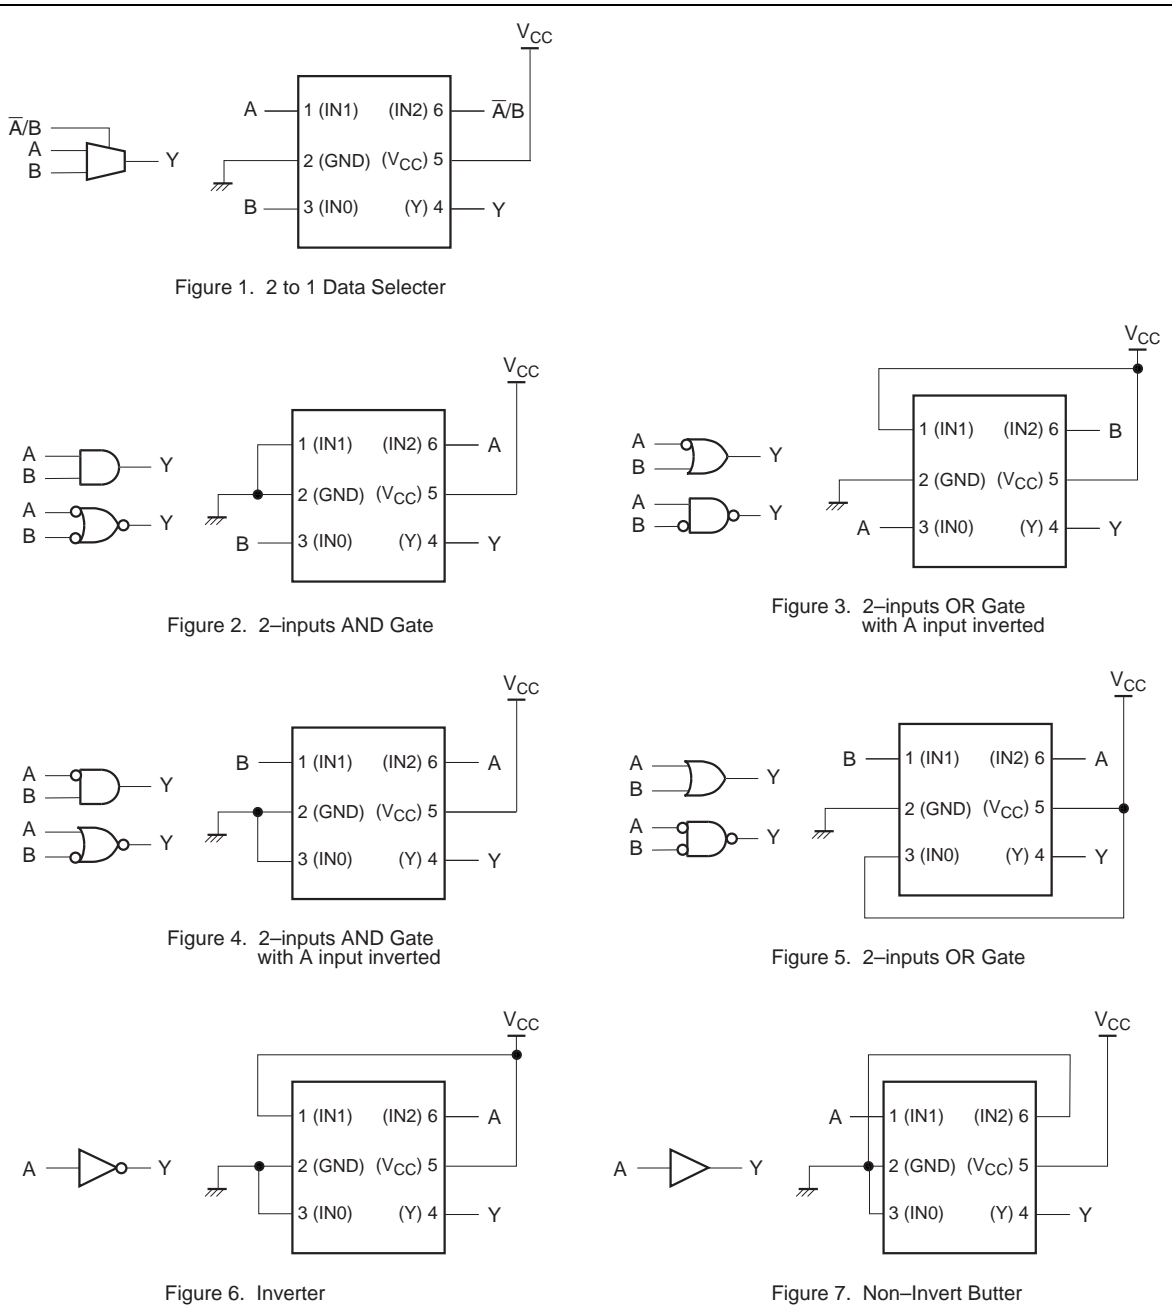 VCC
A̅/B
A
B
Y
A
1 (IN1)
(IN2) 6
A̅/B
2 (GND)
(VCC) 5
B
3 (IN0)
(Y) 4
Y
Figure 1. 2 to 1 Data Selecter
VCC
A
B
Y
A
B
Y
1 (IN1)
(IN2) 6
A
2 (GND)
(VCC) 5
B
3 (IN0)
(Y) 4
Y
Figure 2. 2–inputs AND Gate
VCC
A
B
Y
A
B
Y
1 (IN1)
(IN2) 6
B
2 (GND)
(VCC) 5
A
3 (IN0)
(Y) 4
Y
Figure 3. 2–inputs OR Gate
with A input inverted
VCC
A
B
Y
A
B
Y
B
1 (IN1)
(IN2) 6
A
2 (GND)
(VCC) 5
3 (IN0)
(Y) 4
Y
Figure 4. 2–inputs AND Gate
with A input inverted
VCC
A
B
Y
A
B
Y
B
1 (IN1)
(IN2) 6
A
2 (GND)
(VCC) 5
3 (IN0)
(Y) 4
Y
Figure 5. 2–inputs OR Gate
VCC
A
Y
1 (IN1)
(IN2) 6
A
2 (GND)
(VCC) 5
3 (IN0)
(Y) 4
Y
Figure 6. Inverter
VCC
A
Y
A
1 (IN1)
(IN2) 6
2 (GND)
(VCC) 5
3 (IN0)
(Y) 4
Y
Figure 7. Non–Invert Butter